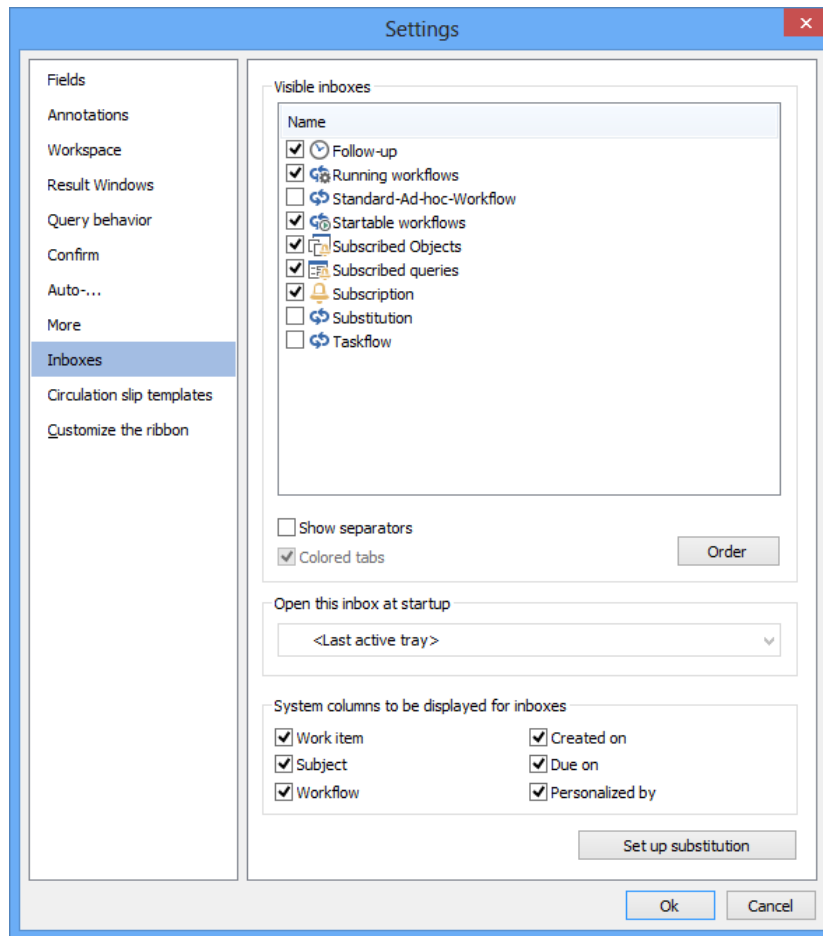 Settings
Fields
Annotations
Workspace
Result Windows
Query behavior
Confirm
Auto-...
More
Inboxes
Circulation slip templates
Customize the ribbon
Visible inboxes
Name
Follow-up
Running workflows
Standard-Ad-hoc-Workflow
Startable workflows
Subscribed Objects
Subscribed queries
Subscription
Substitution
Taskflow
Show separators
Colored tabs
Order
Open this inbox at startup
<Last active tray>
System columns to be displayed for inboxes
Work item
Created on
Subject
Due on
Workflow
Personalized by
Set up substitution
Ok
Cancel